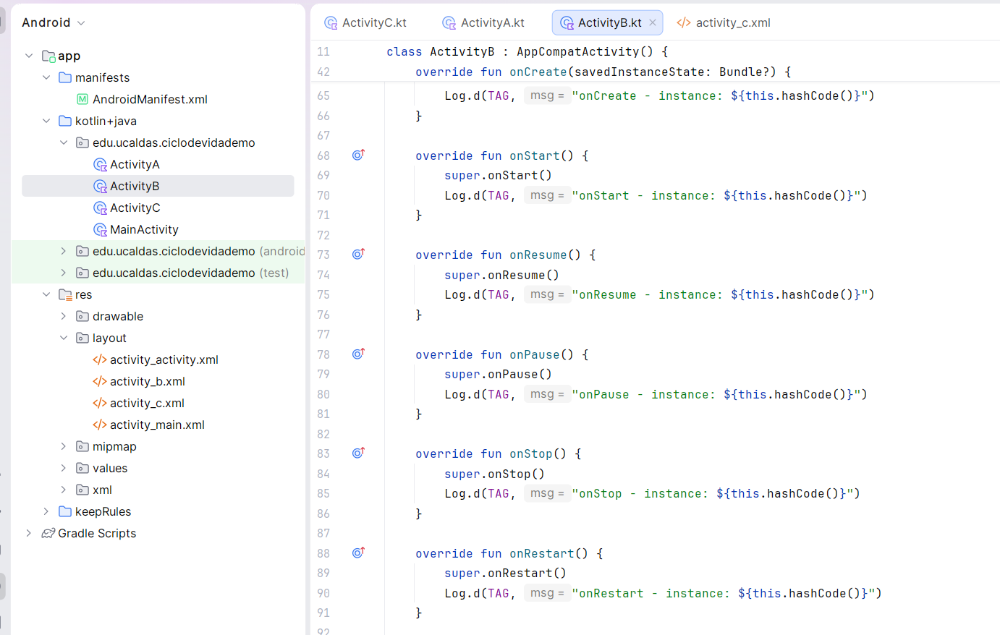 Android
app
manifests
AndroidManifest.xml
kotlin+java
edu.ucaldas.ciclodevidademo
ActivityA
ActivityB
ActivityC
MainActivity
edu.ucaldas.ciclodevidademo (android
edu.ucaldas.ciclodevidademo (test)
res
drawable
layout
activity_activity.xml
activity_b.xml
activity_c.xml
activity_main.xml
mipmap
values
xml
keepRules
Gradle Scripts
ActivityC.kt ActivityA.kt ActivityB.kt activity_c.xml
11 class ActivityB : AppCompatActivity() {
42 override fun onCreate(savedInstanceState: Bundle?) {
65 Log.d(TAG, msg = "onCreate - instance: ${this.hashCode()}")
66 }
67
68 override fun onStart() {
69 super.onStart()
70 Log.d(TAG, msg = "onStart - instance: ${this.hashCode()}")
71 }
72
73 override fun onResume() {
74 super.onResume()
75 Log.d(TAG, msg = "onResume - instance: ${this.hashCode()}")
76 }
77
78 override fun onPause() {
79 super.onPause()
80 Log.d(TAG, msg = "onPause - instance: ${this.hashCode()}")
81 }
82
83 override fun onStop() {
84 super.onStop()
85 Log.d(TAG, msg = "onStop - instance: ${this.hashCode()}")
86 }
87
88 override fun onRestart() {
89 super.onRestart()
90 Log.d(TAG, msg = "onRestart - instance: ${this.hashCode()}")
91 }
92